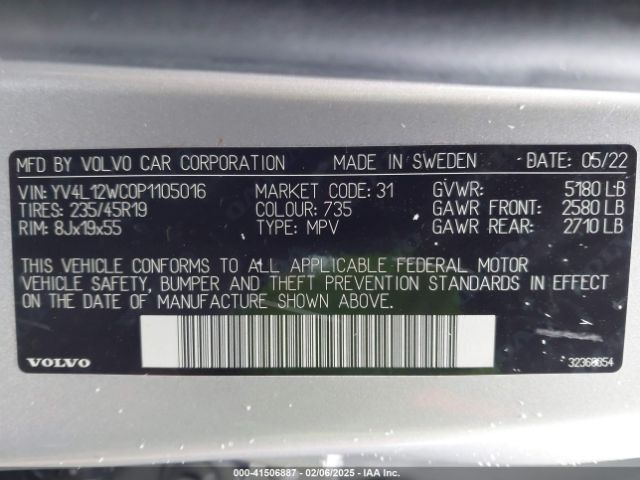 MFD BY VOLVO CAR CORPORATION MADE IN SWEDEN DATE: 05/22
VIN: YV4L12WC0P1105016 MARKET CODE: 31 GVWR: 5180 LB
TIRES: 235/45R19 COLOUR: 735 GAWR FRONT: 2580 LB
RIM: 8Jx19x55 TYPE: MPV GAWR REAR: 2710 LB
THIS VEHICLE CONFORMS TO ALL APPLICABLE FEDERAL MOTOR
VEHICLE SAFETY, BUMPER AND THEFT PREVENTION STANDARDS IN EFFECT
ON THE DATE OF MANUFACTURE SHOWN ABOVE.
VOLVO 32368854
000-41506887 - 02/06/2025 - IAA Inc.